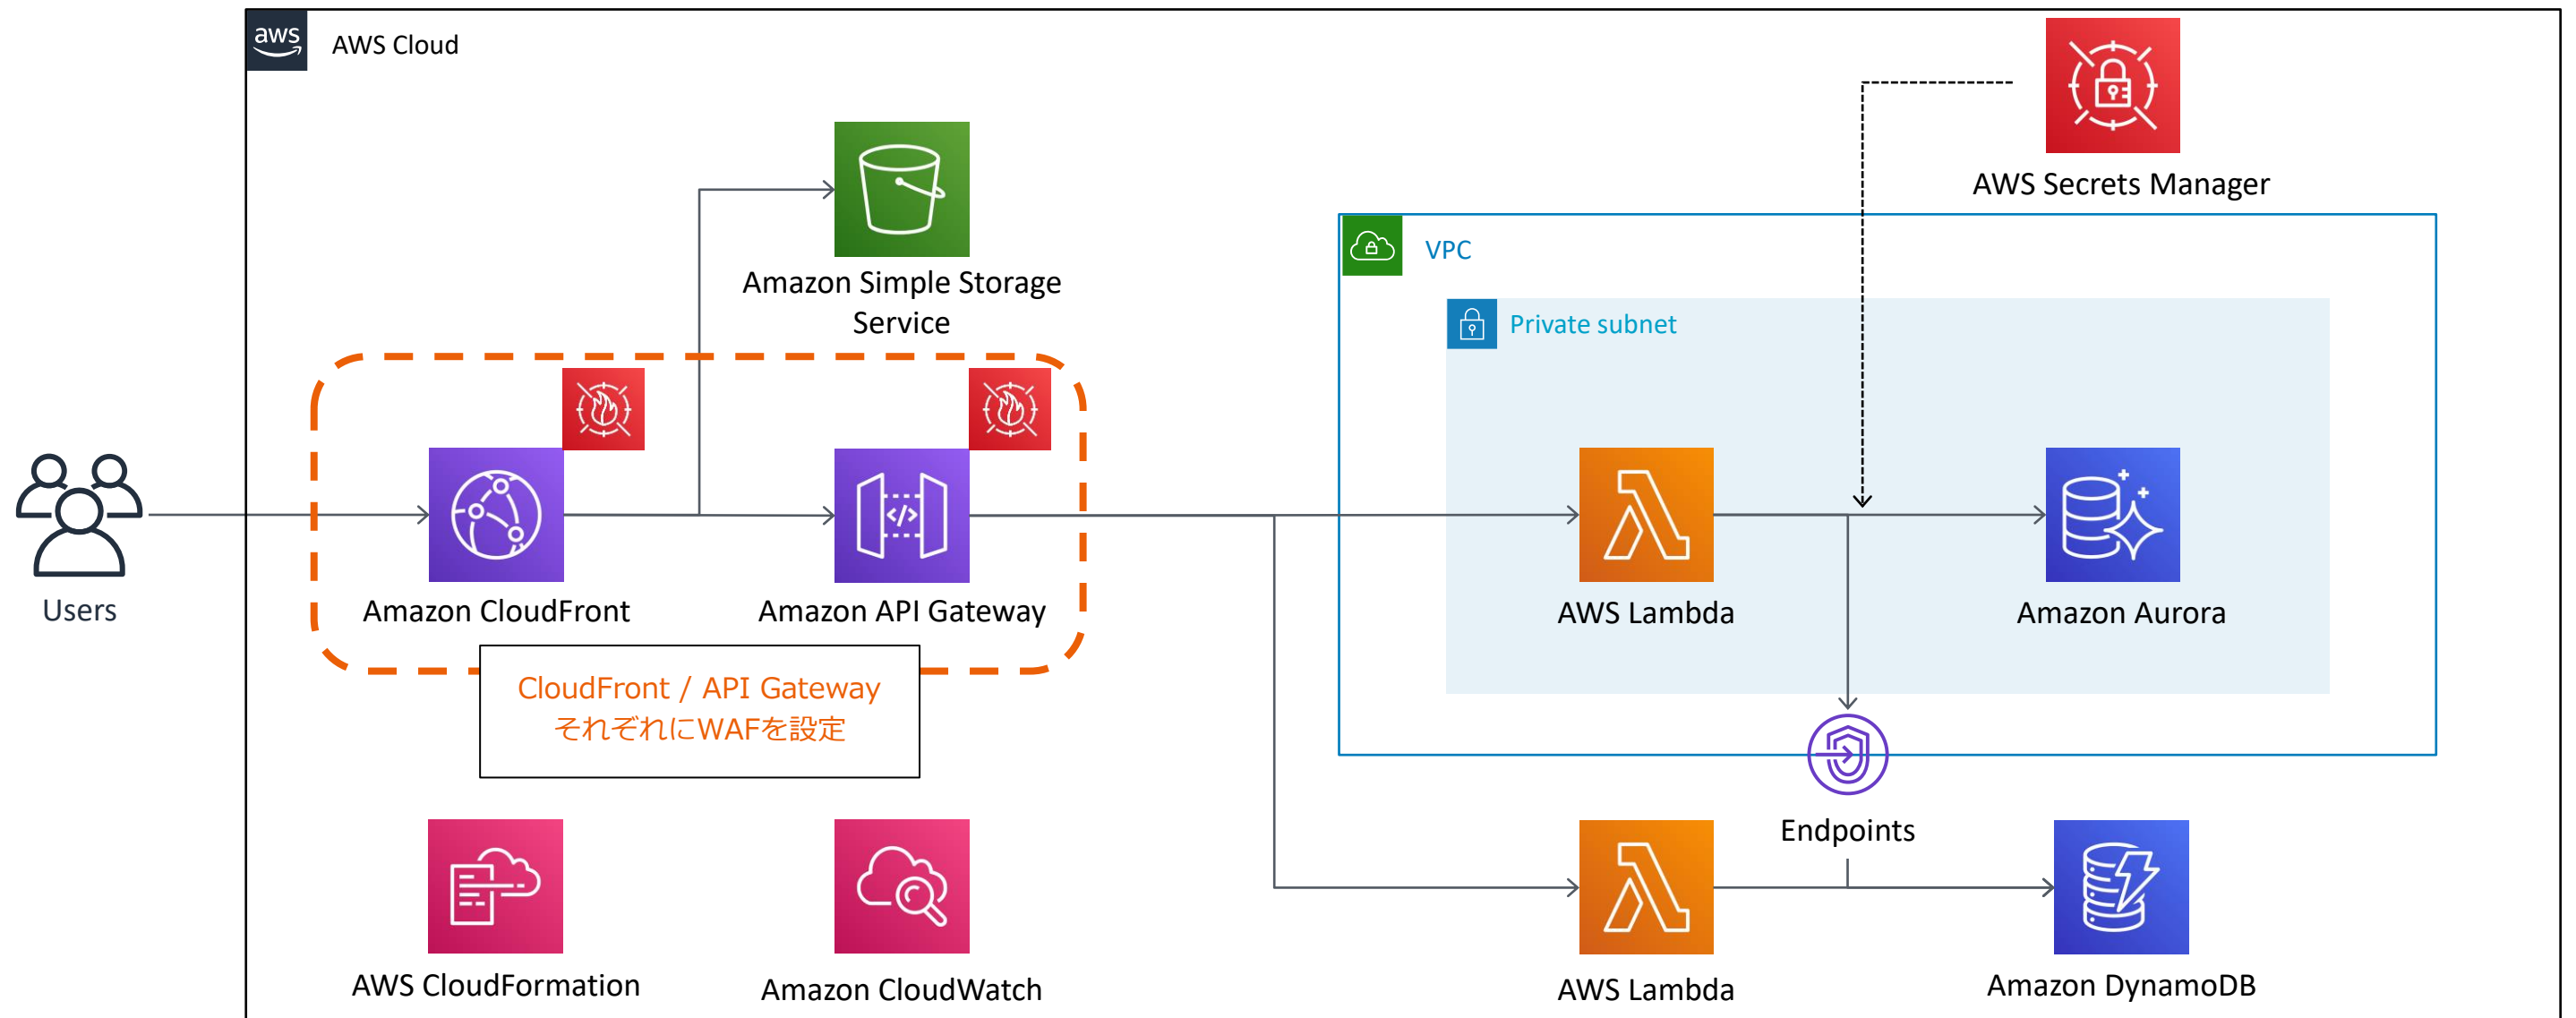 aws
AWS Cloud
AWS Secrets Manager
Amazon Simple Storage
Service
VPC
Private subnet
Users
Amazon CloudFront
Amazon API Gateway
AWS Lambda
Amazon Aurora
CloudFront / API Gateway
それぞれにWAFを設定
Endpoints
AWS CloudFormation
Amazon CloudWatch
AWS Lambda
Amazon DynamoDB